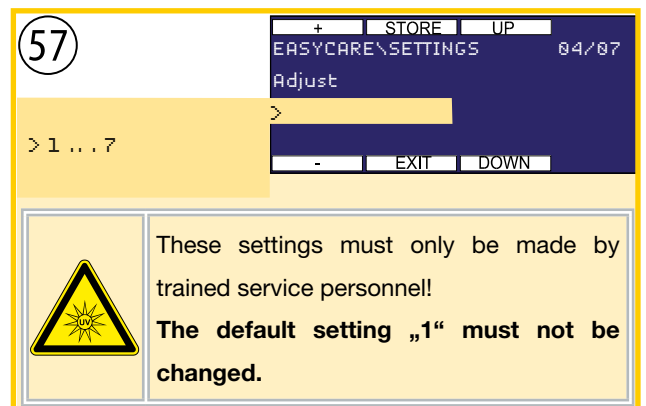 57
+ STORE UP
EASYCARE\SETTINGS 04/07
Adjust
>
>1...7
- EXIT DOWN
UV
These settings must only be made by
trained service personnel!
The default setting „1“ must not be
changed.